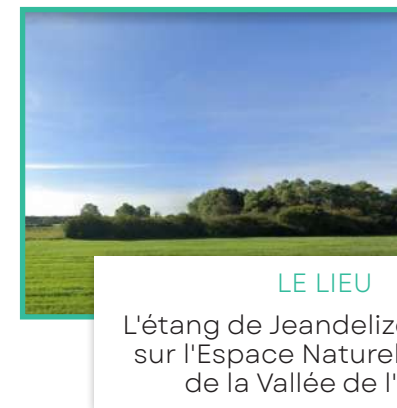 LE LIEU
L'étang de Jeandeliz
sur l'Espace Naturel
de la Vallée de l'